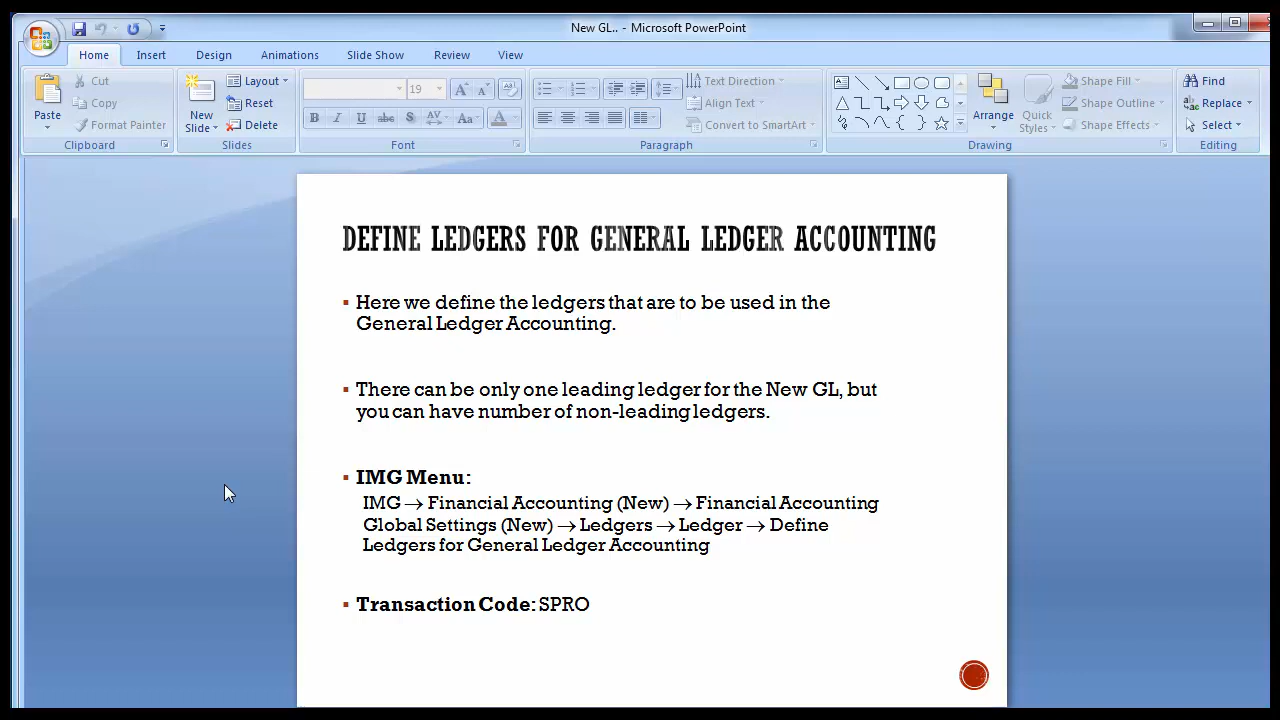 New GL.. - Microsoft PowerPoint
Home Insert Design Animations Slide Show Review View
Cut Layout 19 Text Direction Shape Fill Find
Copy Reset Align Text Shape Outline Replace
Paste Format Painter New Slide Delete B I U abc S AV Aa A Convert to SmartArt Arrange Quick Styles Shape Effects Select
Clipboard Slides Font Paragraph Drawing Editing
DEFINE LEDGERS FOR GENERAL LEDGER ACCOUNTING
▪ Here we define the ledgers that are to be used in the
General Ledger Accounting.
▪ There can be only one leading ledger for the New GL, but
you can have number of non-leading ledgers.
▪ IMG Menu:
IMG → Financial Accounting (New) → Financial Accounting
Global Settings (New) → Ledgers → Ledger → Define
Ledgers for General Ledger Accounting
▪ Transaction Code: SPRO